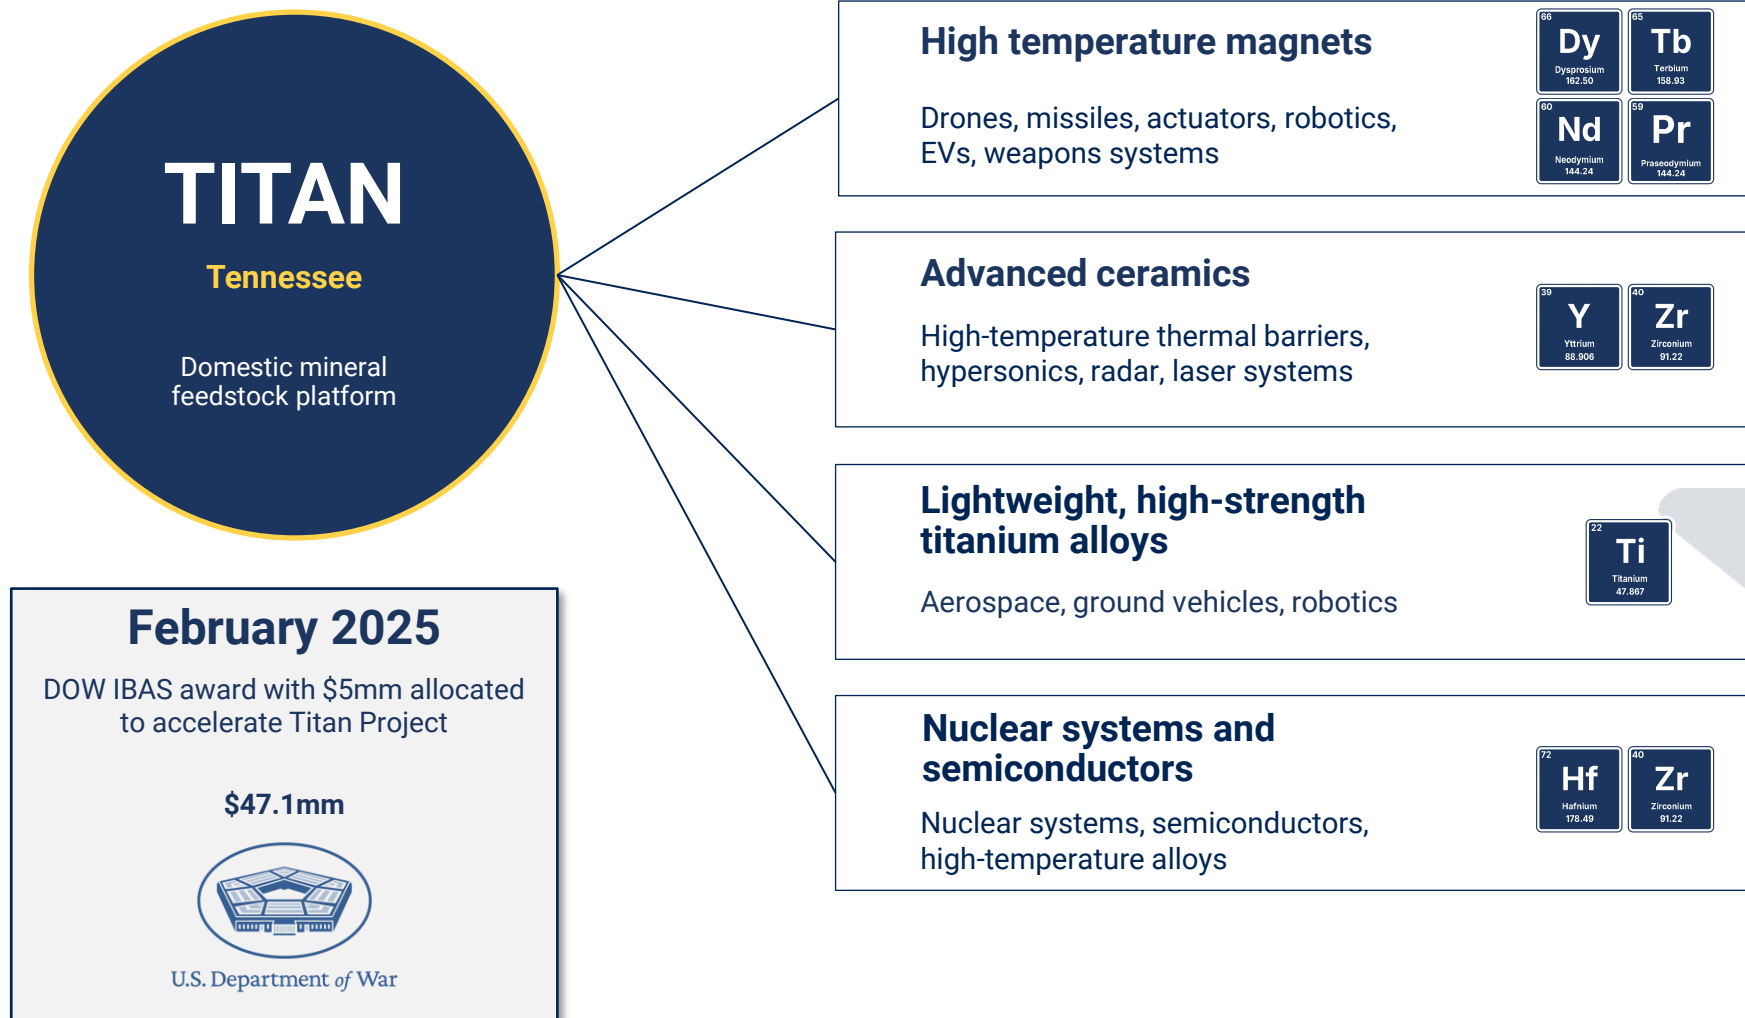 TITAN
Tennessee
Domestic mineral
feedstock platform
February 2025
DOW IBAS award with $5mm allocated
to accelerate Titan Project
$47.1mm
U.S. Department of War
High temperature magnets
Drones, missiles, actuators, robotics,
EVs, weapons systems
66
Dy
Dysprosium
162.50
65
Tb
Terbium
158.93
60
Nd
Neodymium
144.24
59
Pr
Praseodymium
144.24
Advanced ceramics
High-temperature thermal barriers,
hypersonics, radar, laser systems
39
Y
Yttrium
88.906
40
Zr
Zirconium
91.22
Lightweight, high-strength
titanium alloys
Aerospace, ground vehicles, robotics
22
Ti
Titanium
47.867
Nuclear systems and
semiconductors
Nuclear systems, semiconductors,
high-temperature alloys
72
Hf
Hafnium
178.49
40
Zr
Zirconium
91.22